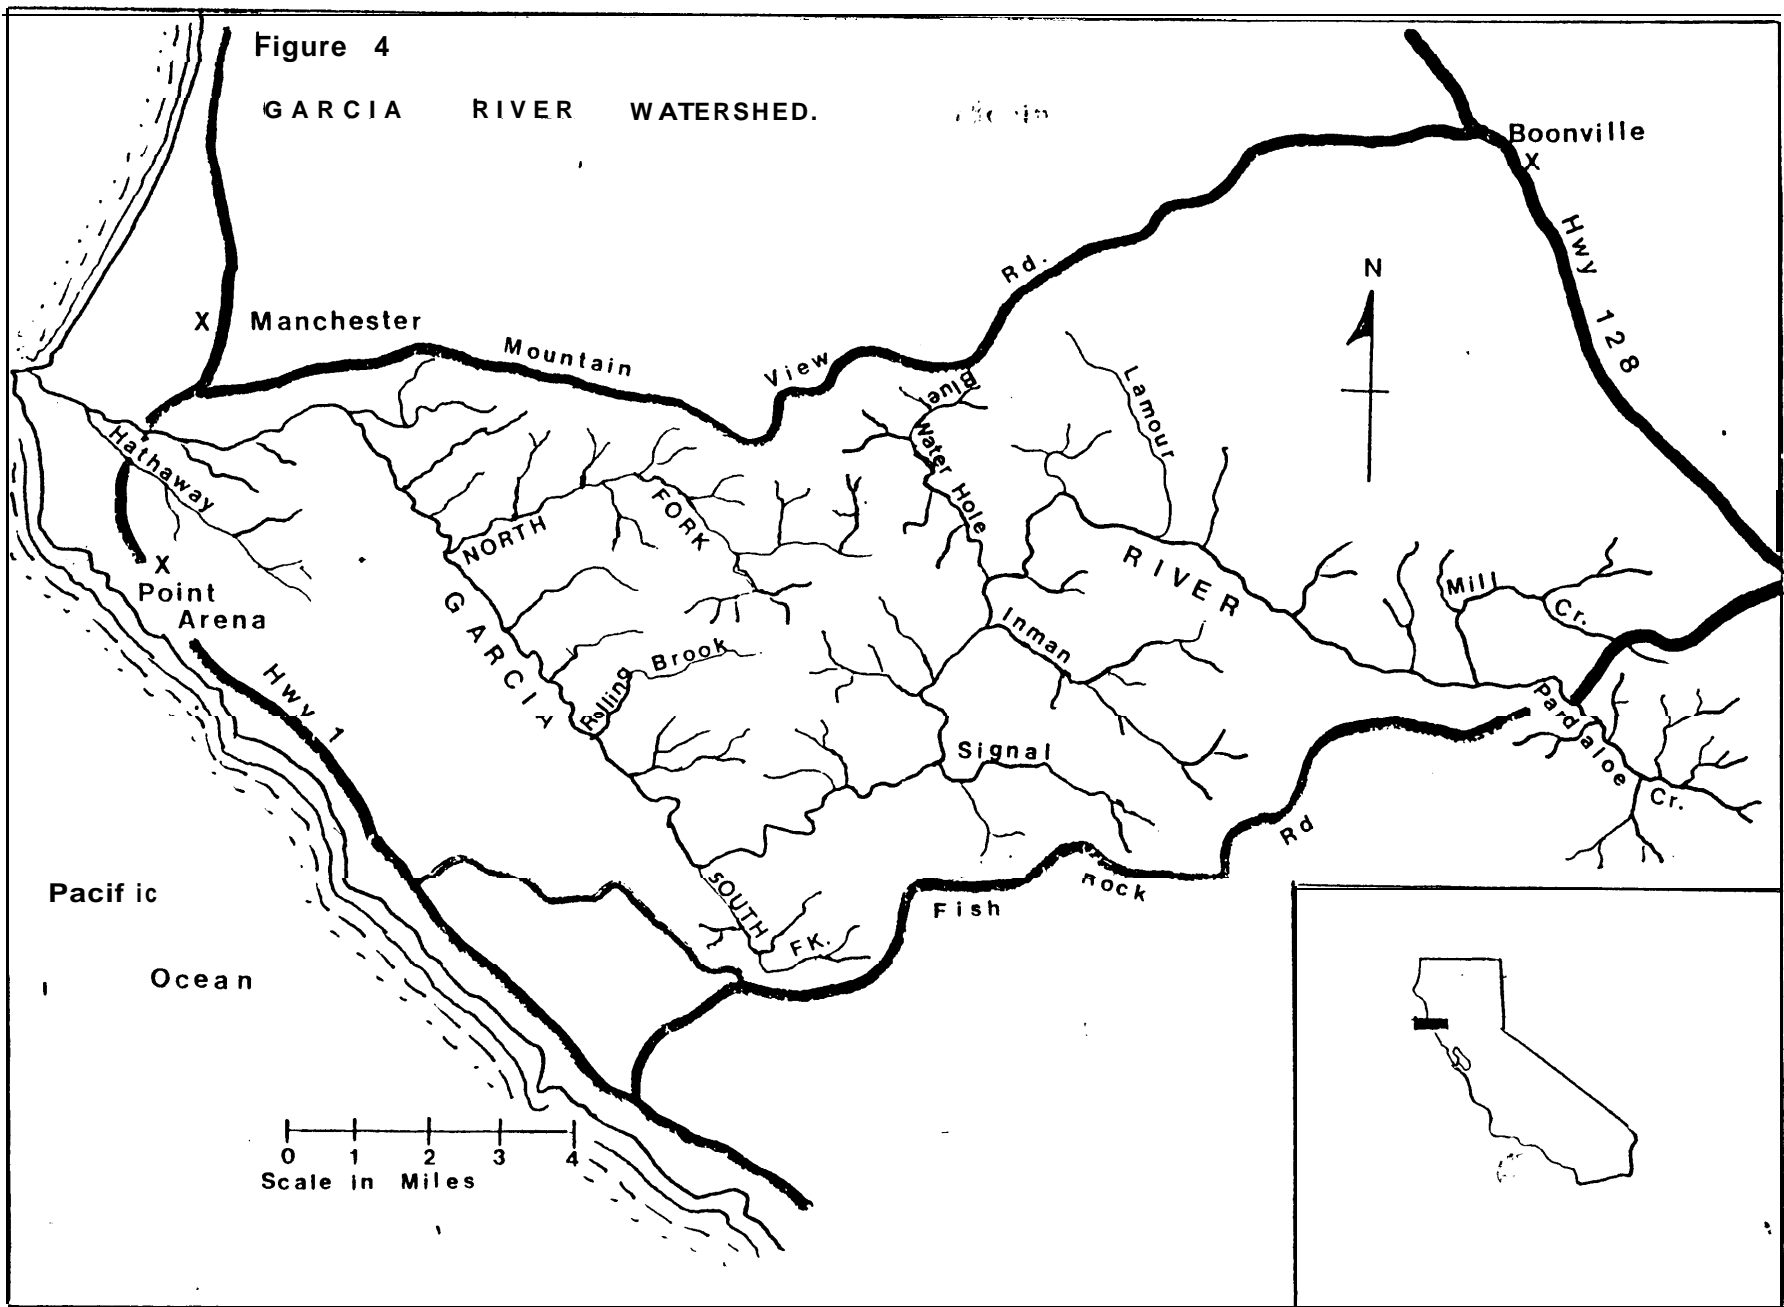 Figure 4
GARCIA RIVER WATERSHED.
Boonville
X
Hwy 128
N
Rd.
X Manchester
Mountain
View
Blue
Water
Hole
Lamour
Hathaway
NORTH
FORK
X
Point
Arena
GARCIA
RIVER
Mill
Cr.
Inman
Rolling
Brook
Hwy 1
Signal
Pardaloe
Cr.
Rd
Rock
Fish
SOUTH
FK.
Pacific
Ocean
0 1 2 3 4
Scale in Miles